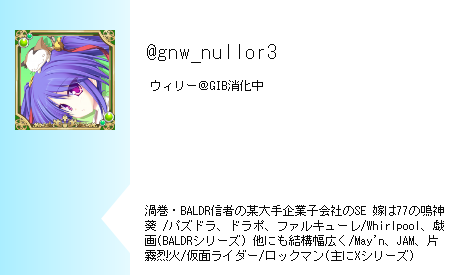 @gnw_nullor3
ウィリー@GIB消化中
渦巻・BALDR信者の某大手企業子会社のSE 嫁は77の鳴神
葵 /パズドラ、ドラポ、ファルキューレ/Whirlpool、戯
画(BALDRシリーズ) 他にも結構幅広く/May'n、JAM、片
霧烈火/仮面ライダー/ロックマン(主にXシリーズ)